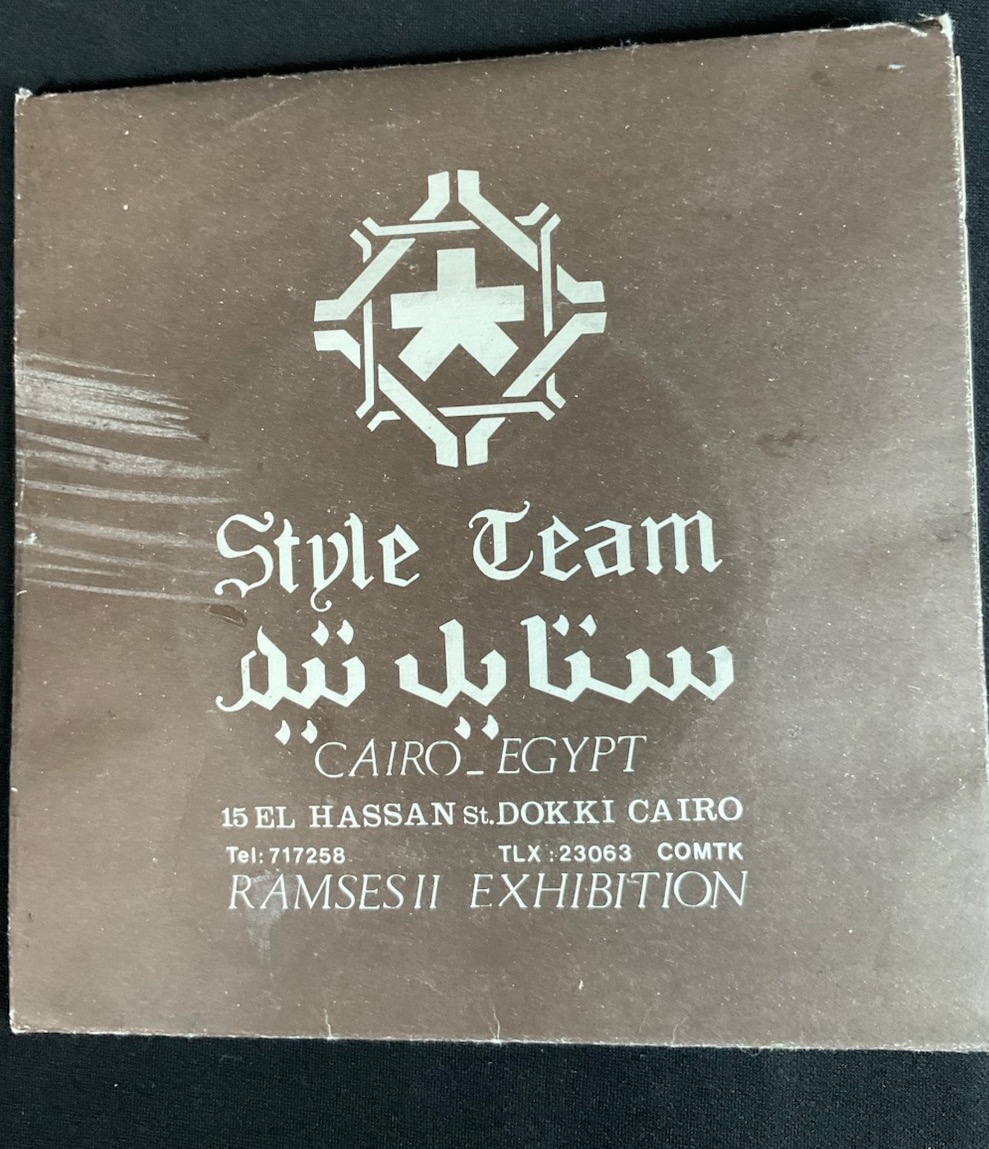 Style Team
ستايل تيم
CAIRO_EGYPT
15 EL HASSAN St. DOKKI CAIRO
Tel: 717258 TLX : 23063 COMTK
RAMSES II EXHIBITION